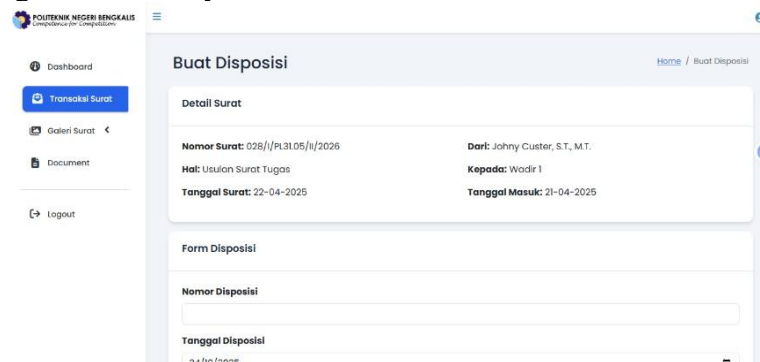 POLITEKNIK NEGERI BENGKALIS
Competence for Competition
Dashboard
Transaksi Surat
Galeri Surat
Document
Logout
Buat Disposisi
Home / Buat Disposisi
Detail Surat
Nomor Surat: 028/I/PL31.05/II/2026
Dari: Johny Custer, S.T., M.T.
Hal: Usulan Surat Tugas
Kepada: Wadir 1
Tanggal Surat: 22-04-2025
Tanggal Masuk: 21-04-2025
Form Disposisi
Nomor Disposisi
Tanggal Disposisi